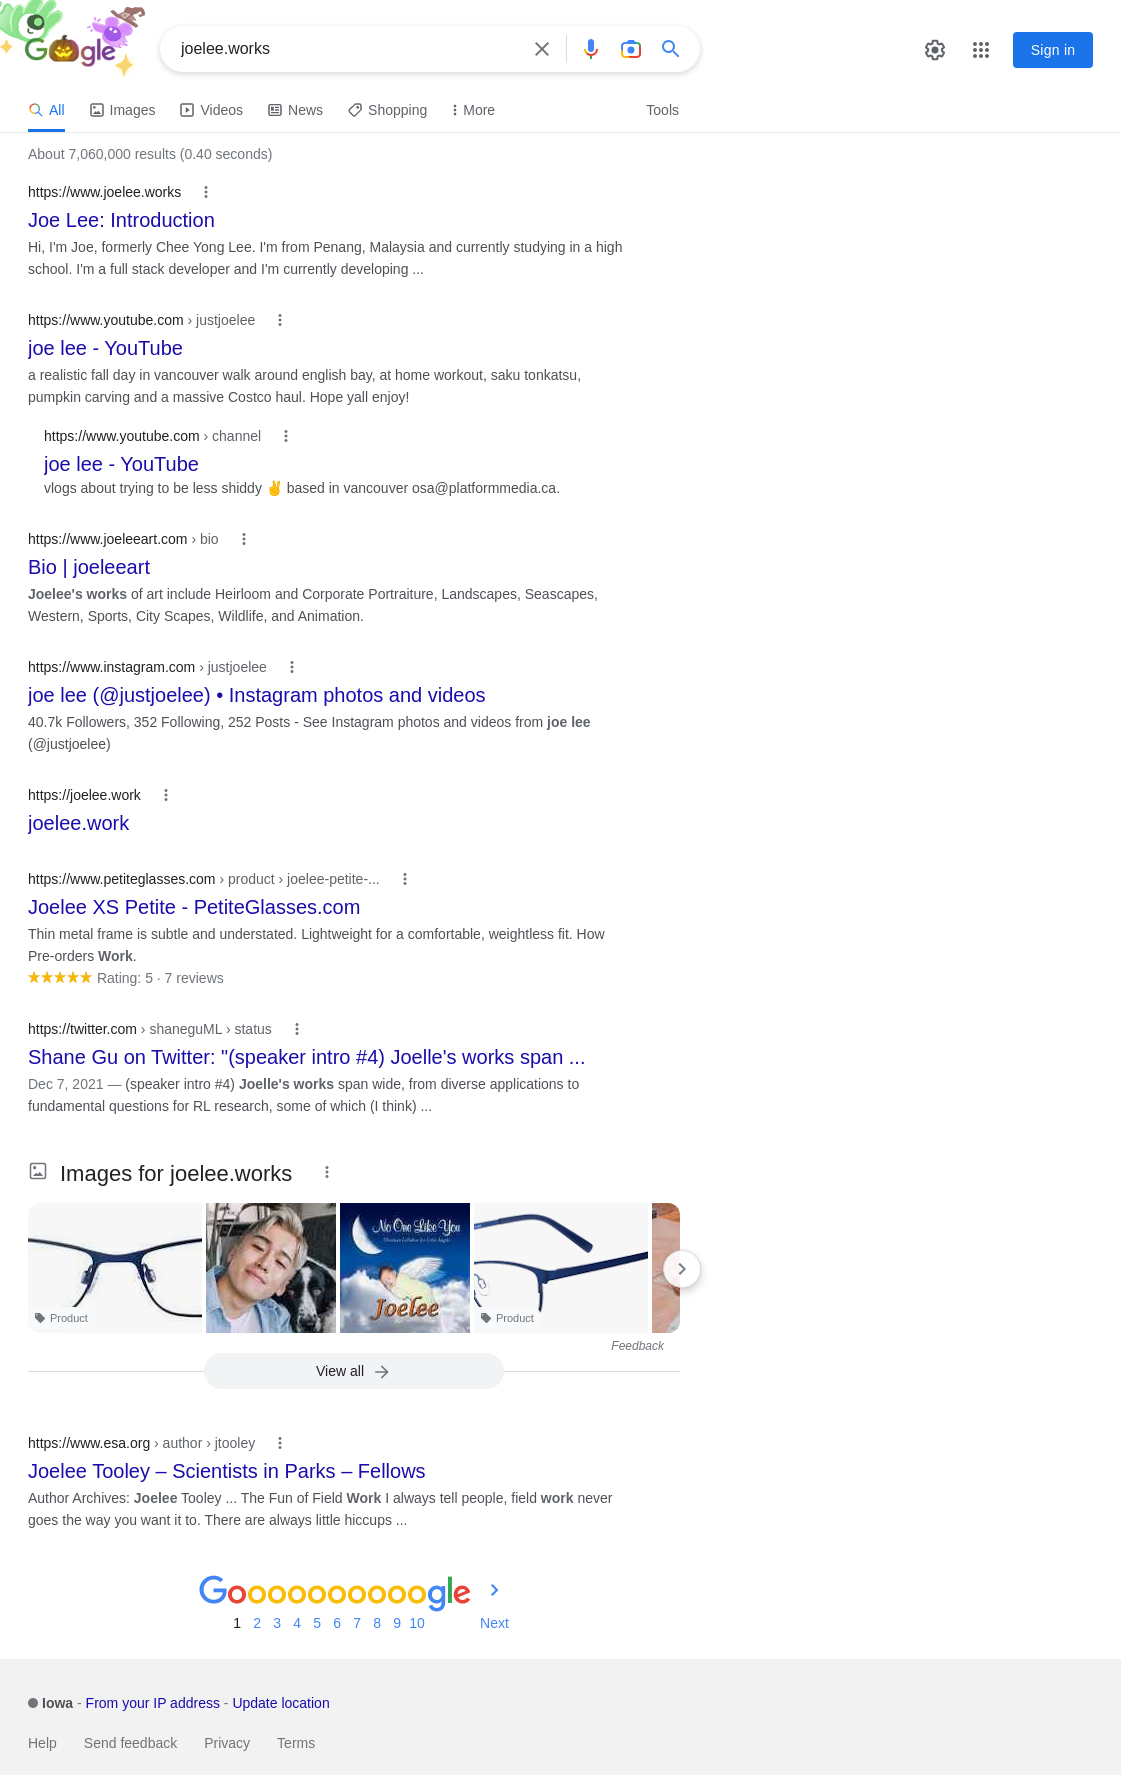 Google
joelee.works
Sign in
All
Images
Videos
News
Shopping
More
Tools
About 7,060,000 results (0.40 seconds)
https://www.joelee.works
Joe Lee: Introduction
Hi, I'm Joe, formerly Chee Yong Lee. I'm from Penang, Malaysia and currently studying in a high
school. I'm a full stack developer and I'm currently developing ...
https://www.youtube.com › justjoelee
joe lee - YouTube
a realistic fall day in vancouver walk around english bay, at home workout, saku tonkatsu,
pumpkin carving and a massive Costco haul. Hope yall enjoy!
https://www.youtube.com › channel
joe lee - YouTube
vlogs about trying to be less shiddy ✌️ based in vancouver osa@platformmedia.ca.
https://www.joeleeart.com › bio
Bio | joeleeart
Joelee's works of art include Heirloom and Corporate Portraiture, Landscapes, Seascapes,
Western, Sports, City Scapes, Wildlife, and Animation.
https://www.instagram.com › justjoelee
joe lee (@justjoelee) • Instagram photos and videos
40.7k Followers, 352 Following, 252 Posts - See Instagram photos and videos from joe lee
(@justjoelee)
https://joelee.work
joelee.work
https://www.petiteglasses.com › product › joelee-petite-...
Joelee XS Petite - PetiteGlasses.com
Thin metal frame is subtle and understated. Lightweight for a comfortable, weightless fit. How
Pre-orders Work.
Rating: 5 · 7 reviews
https://twitter.com › shaneguML › status
Shane Gu on Twitter: "(speaker intro #4) Joelle's works span ...
Dec 7, 2021 — (speaker intro #4) Joelle's works span wide, from diverse applications to
fundamental questions for RL research, some of which (I think) ...
Images for joelee.works
No One Like You
Christian Lullabies for Little Angels
Joelee
Product
Product
Feedback
View all
https://www.esa.org › author › jtooley
Joelee Tooley – Scientists in Parks – Fellows
Author Archives: Joelee Tooley ... The Fun of Field Work I always tell people, field work never
goes the way you want it to. There are always little hiccups ...
Goooooooooogle
1 2 3 4 5 6 7 8 9 10 Next
Iowa - From your IP address - Update location
Help
Send feedback
Privacy
Terms